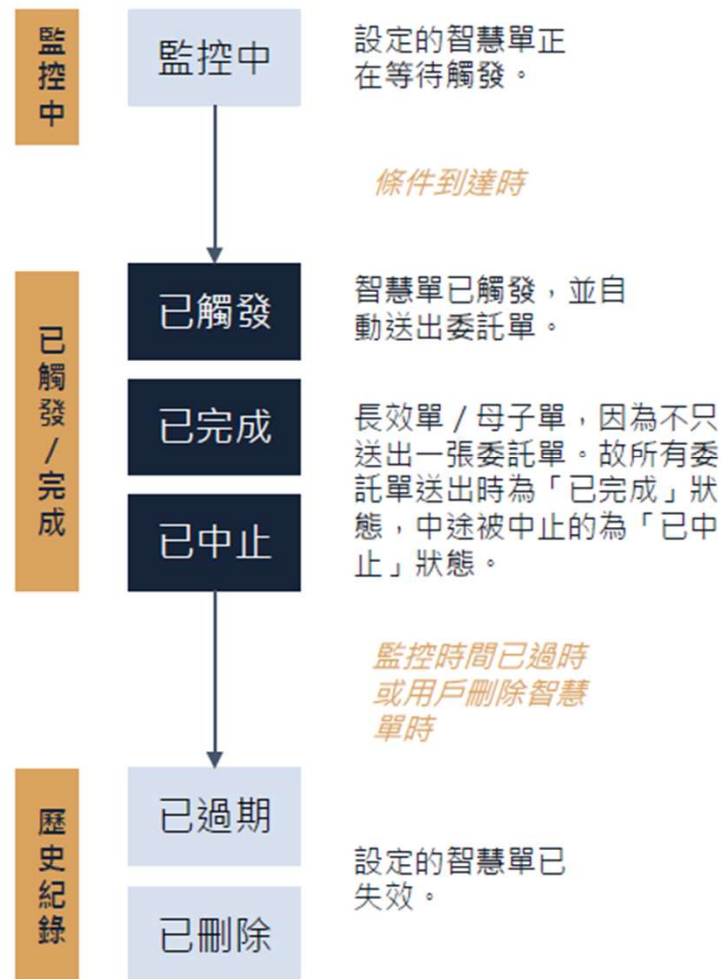 監控中
監控中
設定的智慧單正
在等待觸發。
條件到達時
已觸發/完成
已觸發
智慧單已觸發，並自
動送出委託單。
已完成
長效單 / 母子單，因為不只
送出一張委託單。故所有委
託單送出時為「已完成」狀
態，中途被中止的為「已中
止」狀態。
已中止
監控時間已過時
或用戶刪除智慧
單時
歷史紀錄
已過期
設定的智慧單已
失效。
已刪除